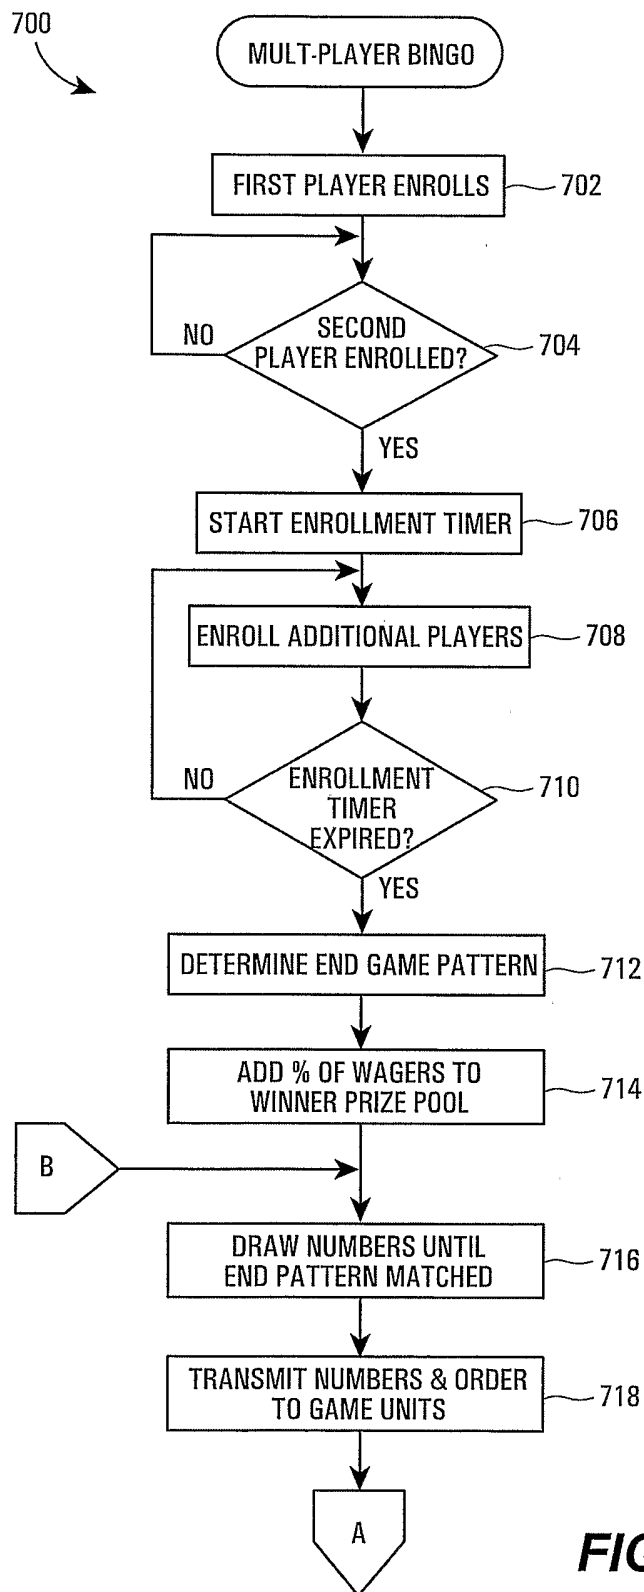 700
MULT-PLAYER BINGO
FIRST PLAYER ENROLLS
702
NO
SECOND
PLAYER ENROLLED?
704
YES
START ENROLLMENT TIMER
706
ENROLL ADDITIONAL PLAYERS
708
NO
ENROLLMENT
TIMER
EXPIRED?
710
YES
DETERMINE END GAME PATTERN
712
ADD % OF WAGERS TO
WINNER PRIZE POOL
714
B
DRAW NUMBERS UNTIL
END PATTERN MATCHED
716
TRANSMIT NUMBERS & ORDER
TO GAME UNITS
718
A
FIG